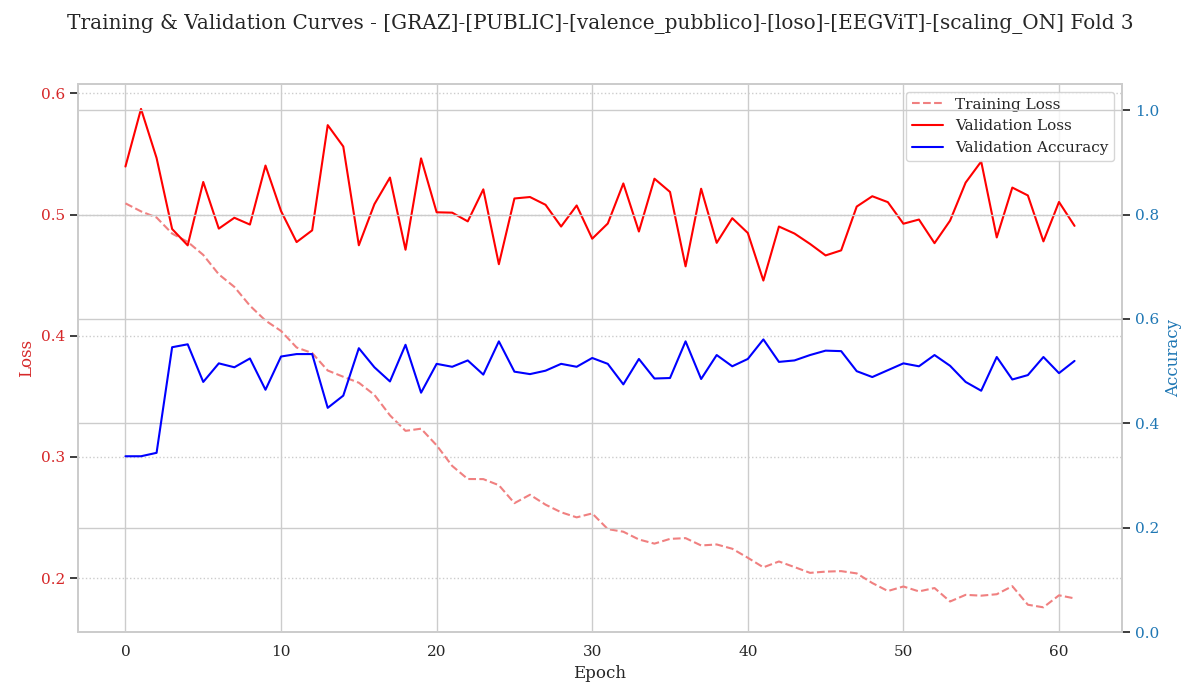 Training & Validation Curves - [GRAZ]-[PUBLIC]-[valence_pubblico]-[loso]-[EEGViT]-[scaling_ON] Fold 3
Training Loss
Validation Loss
Validation Accuracy
0.6
0.5
0.4
0.3
0.2
Loss
1.0
0.8
0.6
0.4
0.2
0.0
Accuracy
0 10 20 30 40 50 60
Epoch